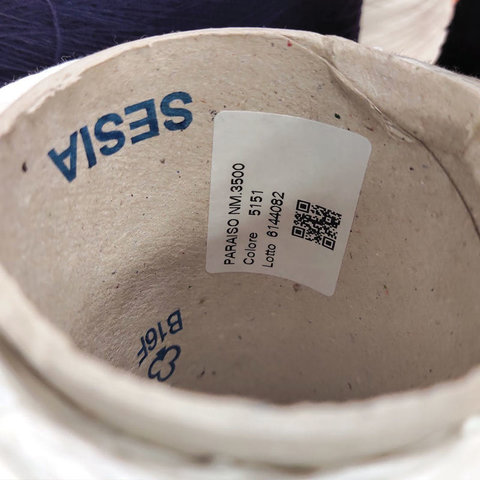 SESIA
PARAISO NM.3500
Colore 5151
Lotto 6144082
B16F